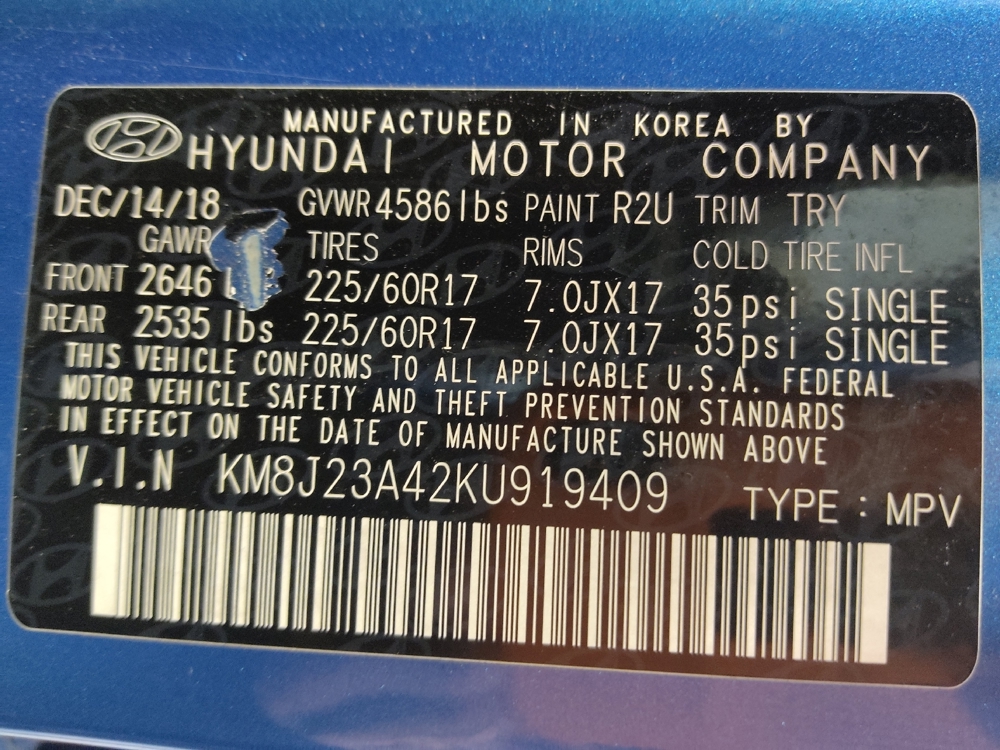 MANUFACTURED IN KOREA BY
HYUNDAI MOTOR COMPANY
DEC/14/18 GVWR 4586lbs PAINT R2U TRIM TRY
GAWR TIRES RIMS COLD TIRE INFL
FRONT 2646 l 225/60R17 7.0JX17 35psi SINGLE
REAR 2535 lbs 225/60R17 7.0JX17 35psi SINGLE
THIS VEHICLE CONFORMS TO ALL APPLICABLE U.S.A. FEDERAL
MOTOR VEHICLE SAFETY AND THEFT PREVENTION STANDARDS
IN EFFECT ON THE DATE OF MANUFACTURE SHOWN ABOVE
V.I.N KM8J23A42KU919409 TYPE : MPV